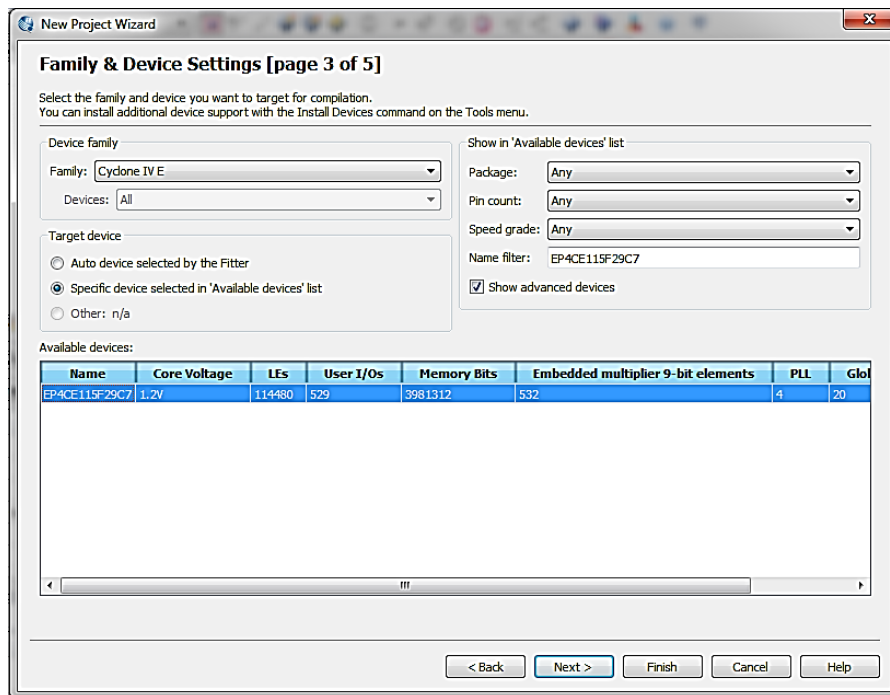 New Project Wizard
Family & Device Settings [page 3 of 5]
Select the family and device you want to target for compilation.
You can install additional device support with the Install Devices command on the Tools menu.
Device family
Family: Cyclone IV E
Devices: All
Target device
Auto device selected by the Fitter
Specific device selected in 'Available devices' list
Other: n/a
Show in 'Available devices' list
Package: Any
Pin count: Any
Speed grade: Any
Name filter: EP4CE115F29C7
Show advanced devices
Available devices:
Name Core Voltage LEs User I/Os Memory Bits Embedded multiplier 9-bit elements PLL Glol
EP4CE115F29C7 1.2V 114480 529 3981312 532 4 20
< Back Next > Finish Cancel Help